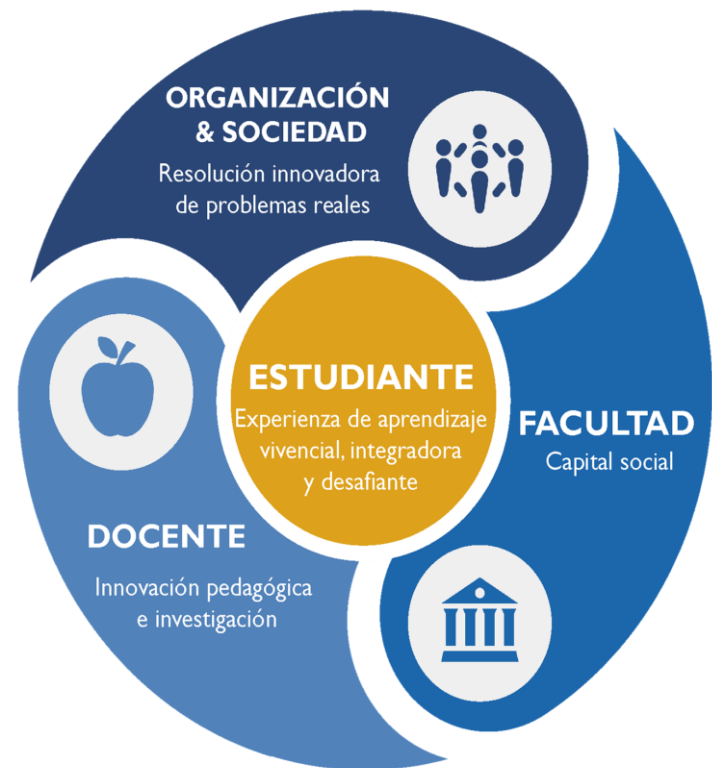 ORGANIZACIÓN
& SOCIEDAD
Resolución innovadora
de problemas reales
ESTUDIANTE
Experienza de aprendizaje
vivencial, integradora
y desafiante
FACULTAD
Capital social
DOCENTE
Innovación pedagógica
e investigación